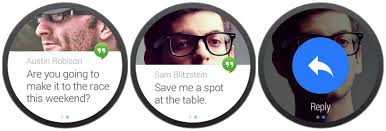 Austin Robison
Are you going to
make it to the race
this weekend?
Sam Blitzstein
Save me a spot
at the table.
Reply